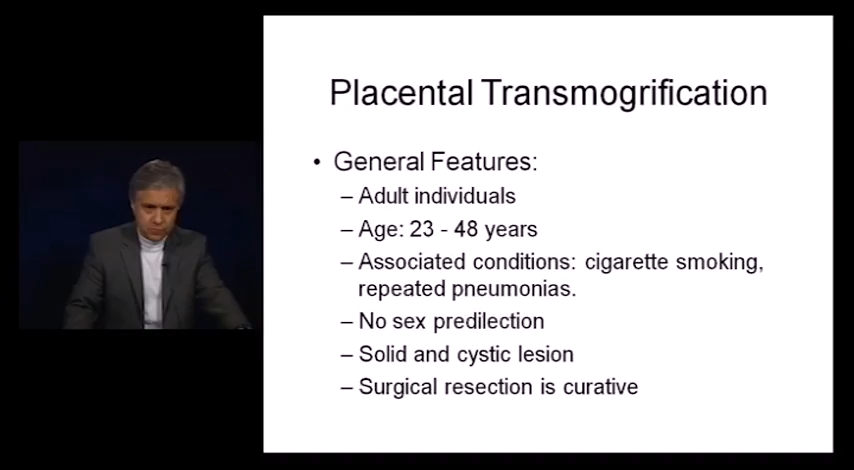 Placental Transmogrification
• General Features:
– Adult individuals
– Age: 23 - 48 years
– Associated conditions: cigarette smoking,
repeated pneumonias.
– No sex predilection
– Solid and cystic lesion
– Surgical resection is curative